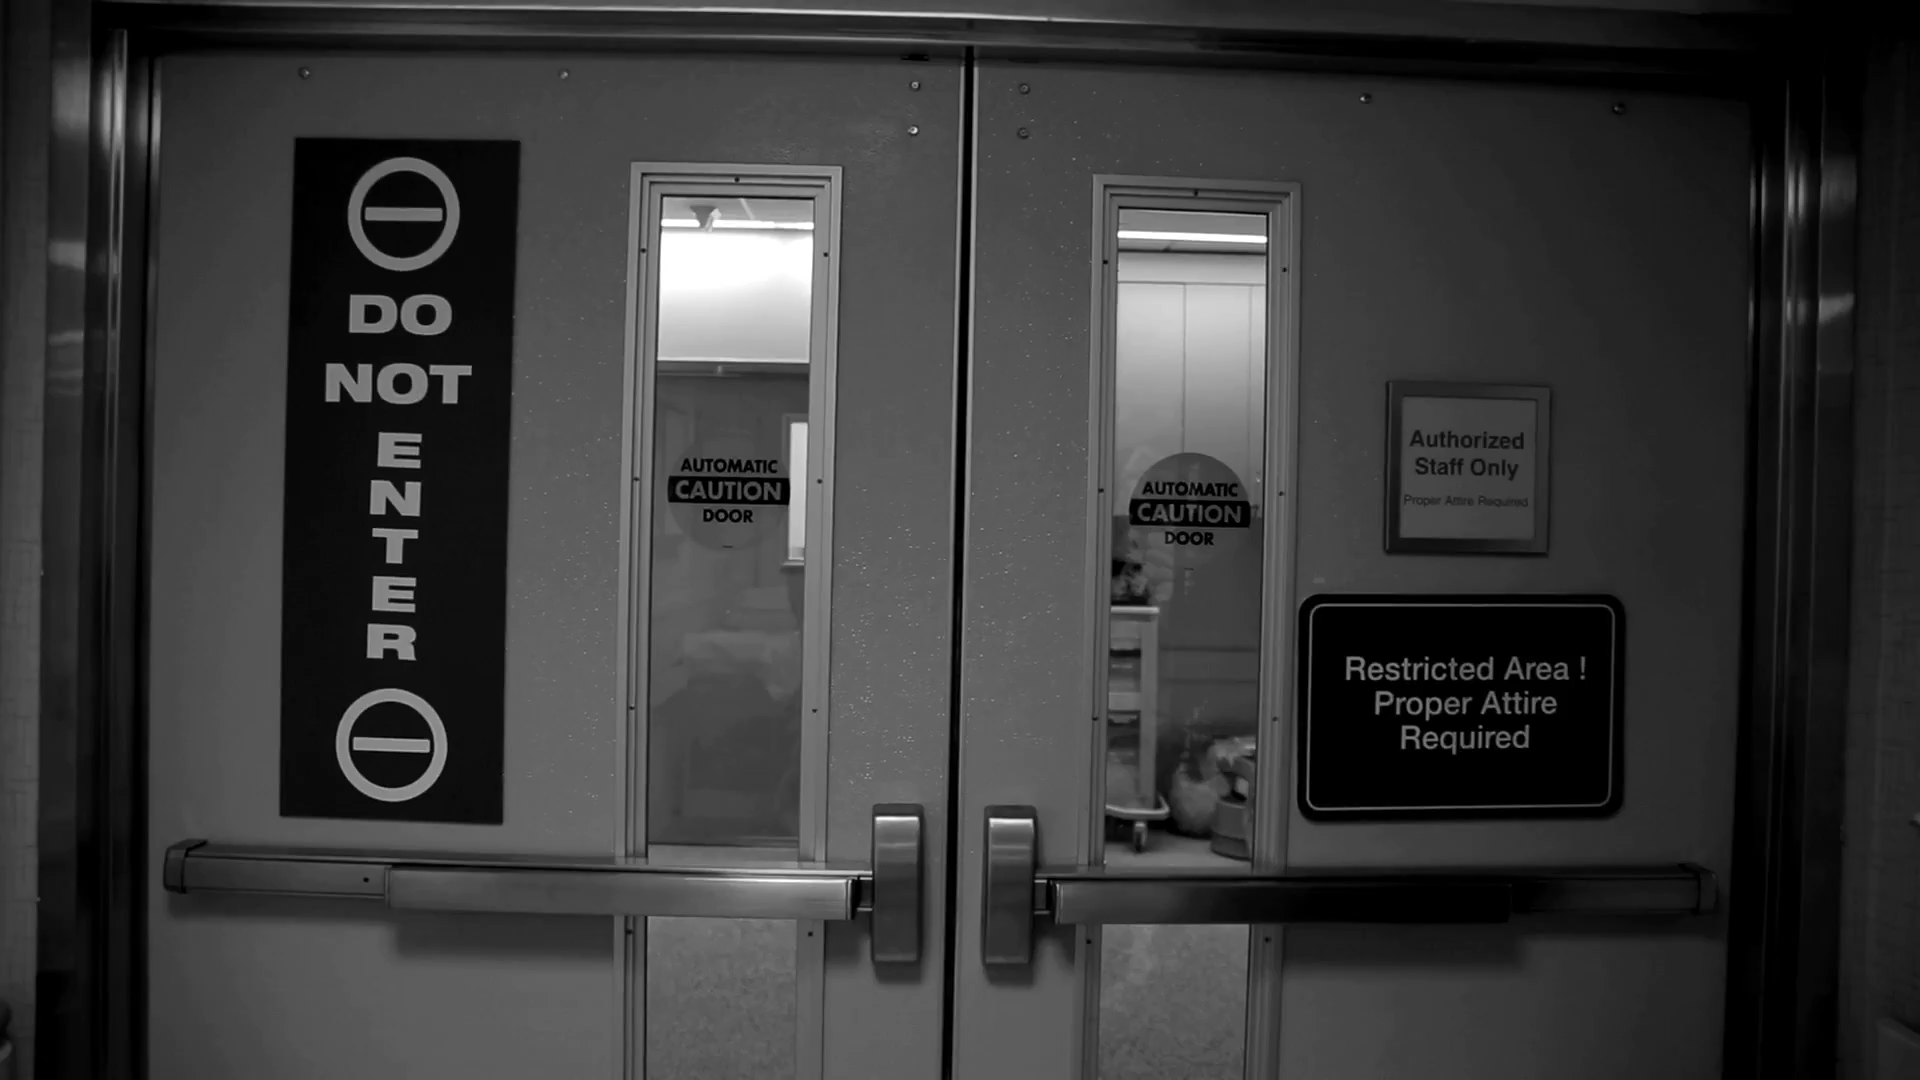 DO
NOT
ENTER
AUTOMATIC
CAUTION
DOOR
AUTOMATIC
CAUTION
DOOR
Authorized
Staff Only
Proper Attire Required
Restricted Area !
Proper Attire
Required